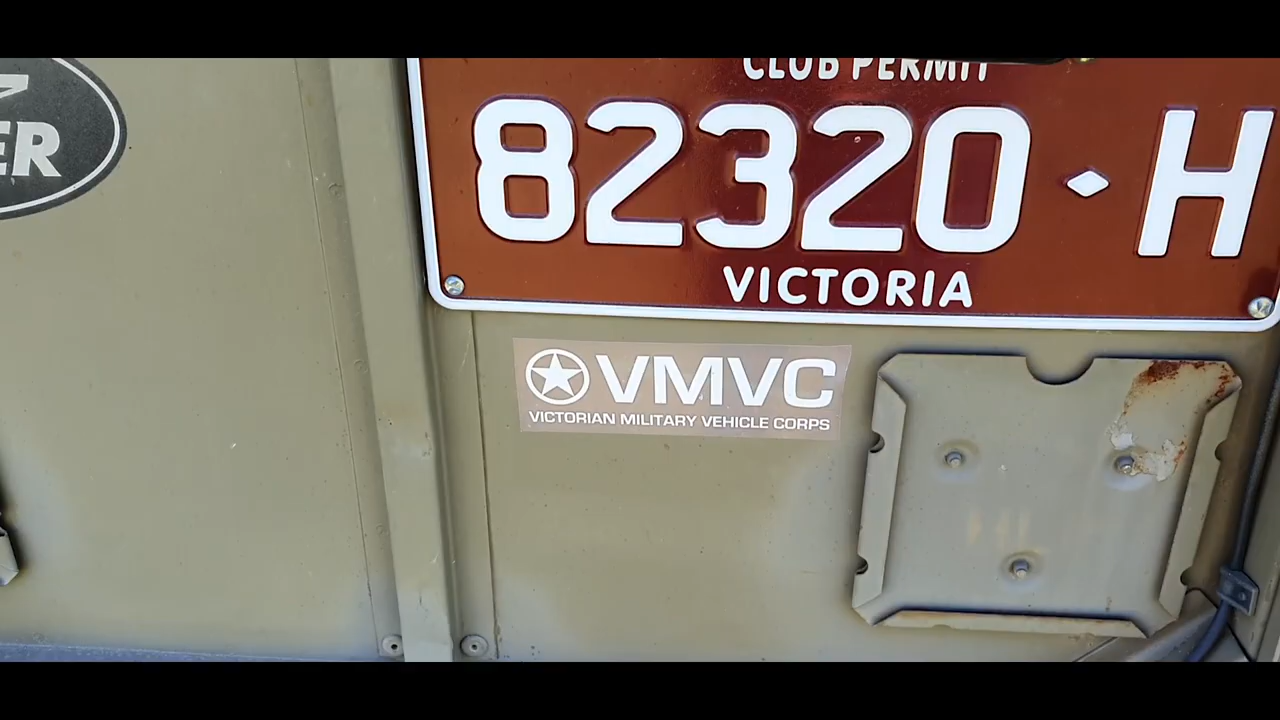 CLUB PERMIT
82320·H
VICTORIA
VMVC
VICTORIAN MILITARY VEHICLE CORPS